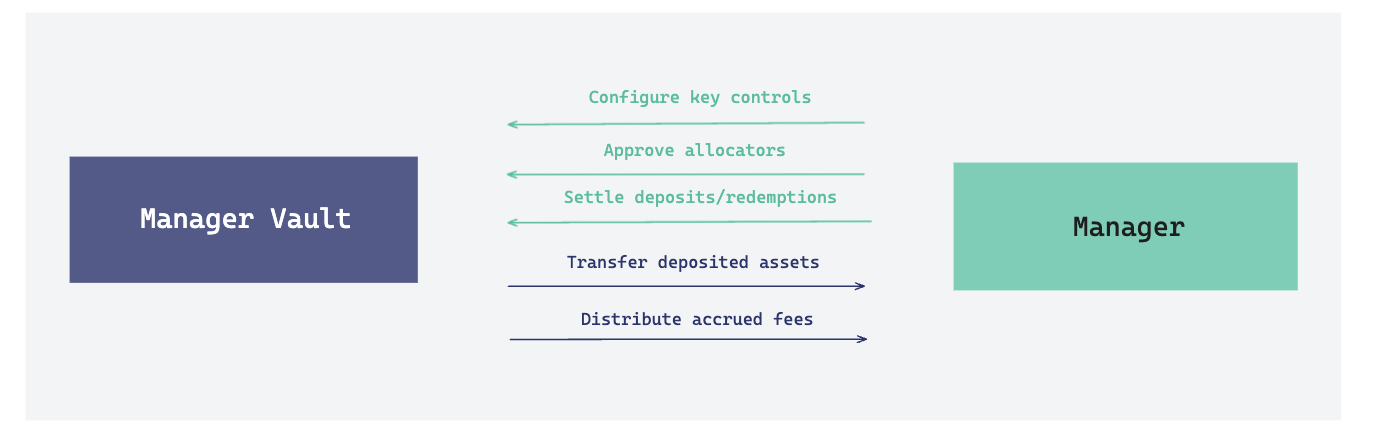 Configure key controls
Approve allocators
Settle deposits/redemptions
Manager Vault
Manager
Transfer deposited assets
Distribute accrued fees